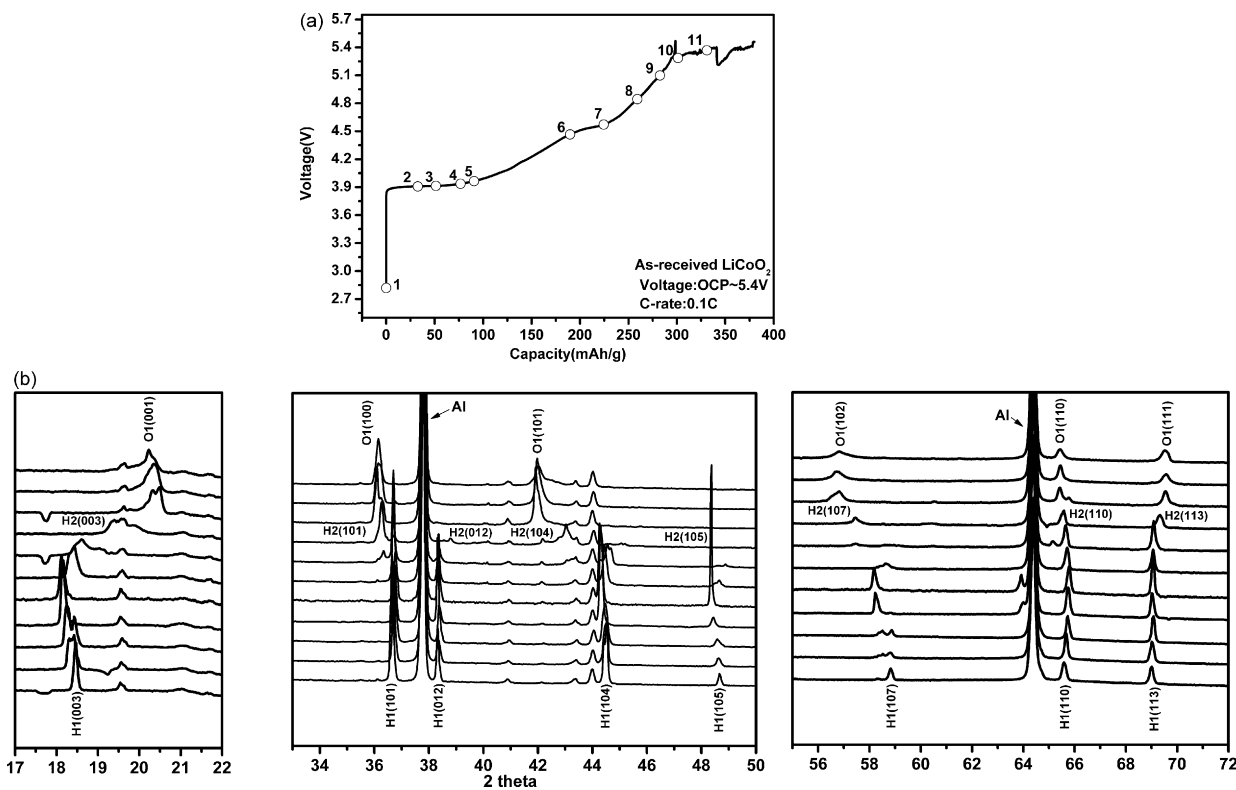 (a)
5.7
5.4
5.1
4.8
4.5
4.2
3.9
3.6
3.3
3.0
2.7
Voltage(V)
1
2
3
4
5
6
7
8
9
10
11
As-received LiCoO2
Voltage:OCP~5.4V
C-rate:0.1C
0 50 100 150 200 250 300 350 400
Capacity(mAh/g)
(b)
O1(001)
H2(003)
H1(003)
17 18 19 20 21 22
O1(100)
Al
O1(101)
H2(101)
H2(012)
H2(104)
H2(105)
H1(101)
H1(012)
H1(104)
H1(105)
34 36 38 40 42 44 46 48 50
2 theta
O1(102)
Al
O1(110)
O1(111)
H2(107)
H2(110)
H2(113)
H1(107)
H1(110)
H1(113)
56 58 60 62 64 66 68 70 72